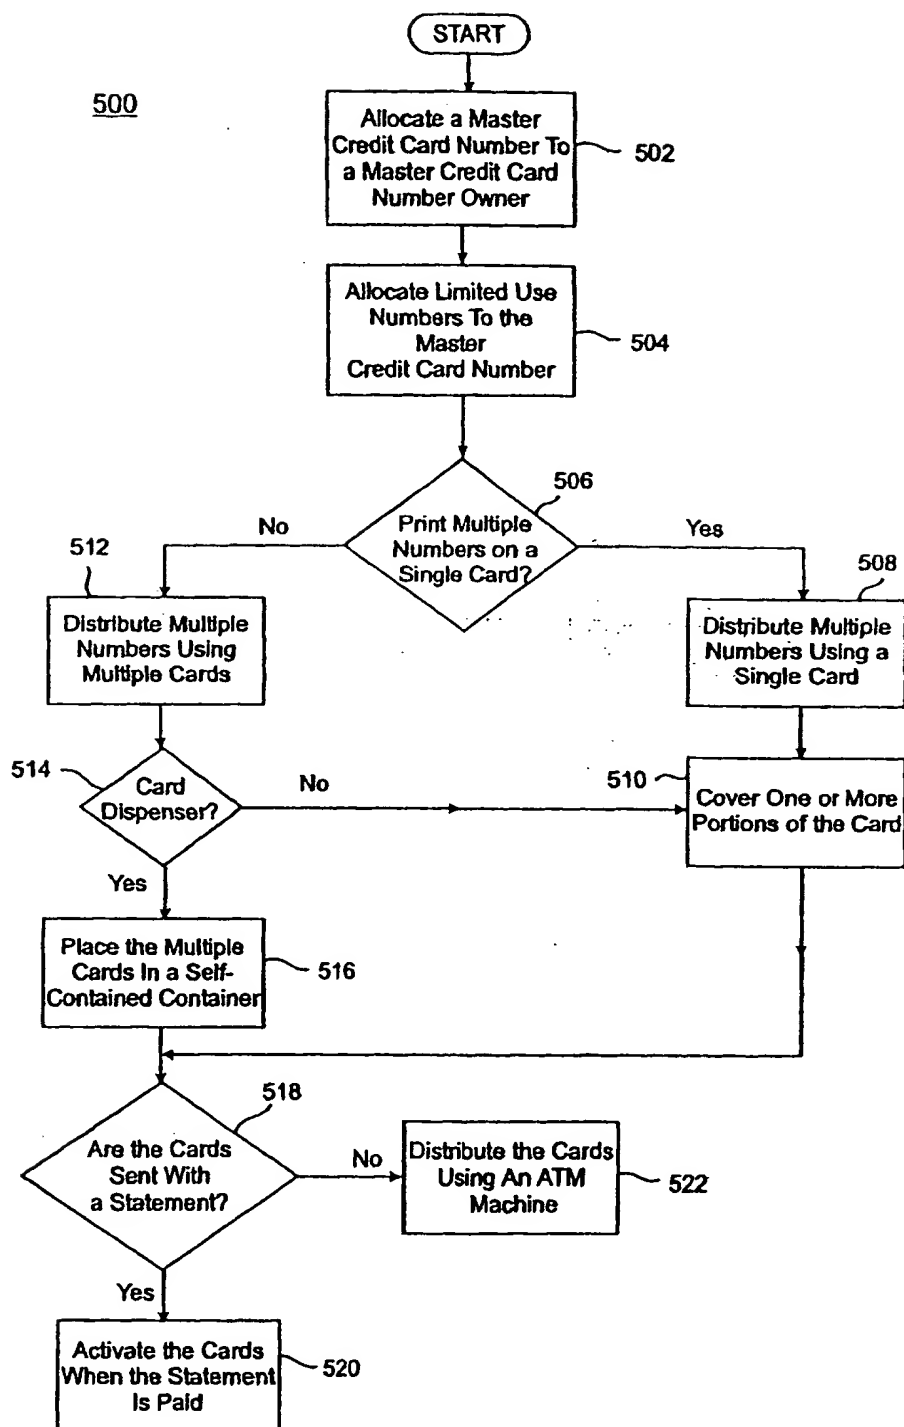 START
500
Allocate a Master
Credit Card Number To
a Master Credit Card
Number Owner
502
Allocate Limited Use
Numbers To the
Master
Credit Card Number
504
506
Print Multiple
Numbers on a
Single Card?
No
Yes
512
Distribute Multiple
Numbers Using
Multiple Cards
508
Distribute Multiple
Numbers Using a
Single Card
514
Card
Dispenser?
No
510
Cover One or More
Portions of the Card
Yes
Place the Multiple
Cards In a Self-
Contained Container
516
518
Are the Cards
Sent With
a Statement?
No
Distribute the Cards
Using An ATM
Machine
522
Yes
Activate the Cards
When the Statement
Is Paid
520